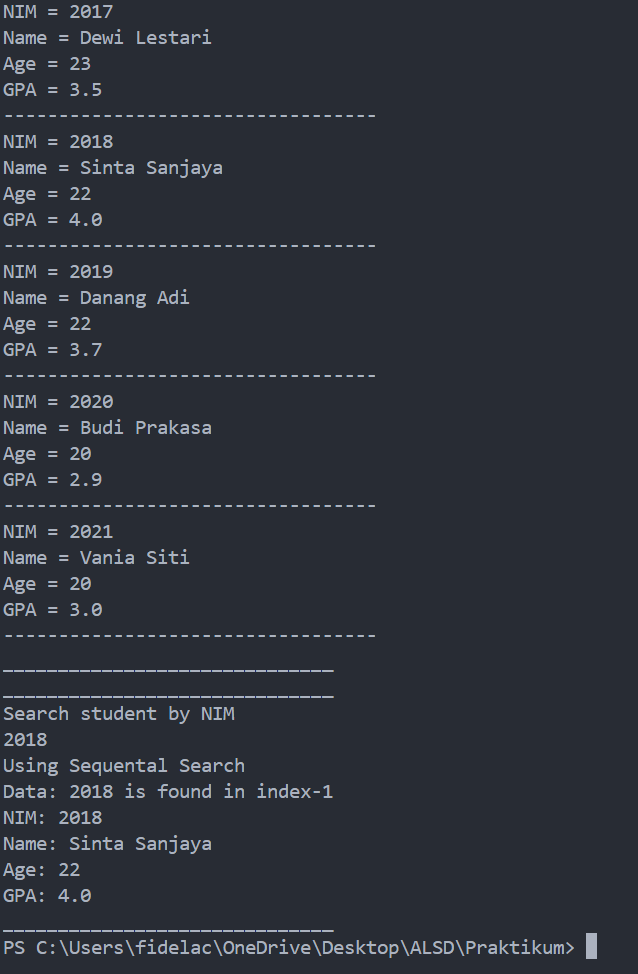 NIM = 2017
Name = Dewi Lestari
Age = 23
GPA = 3.5
----------------------------------
NIM = 2018
Name = Sinta Sanjaya
Age = 22
GPA = 4.0
----------------------------------
NIM = 2019
Name = Danang Adi
Age = 22
GPA = 3.7
----------------------------------
NIM = 2020
Name = Budi Prakasa
Age = 20
GPA = 2.9
----------------------------------
NIM = 2021
Name = Vania Siti
Age = 20
GPA = 3.0
----------------------------------
______________________________
______________________________
Search student by NIM
2018
Using Sequental Search
Data: 2018 is found in index-1
NIM: 2018
Name: Sinta Sanjaya
Age: 22
GPA: 4.0
______________________________
PS C:\Users\fidelac\OneDrive\Desktop\ALSD\Praktikum>